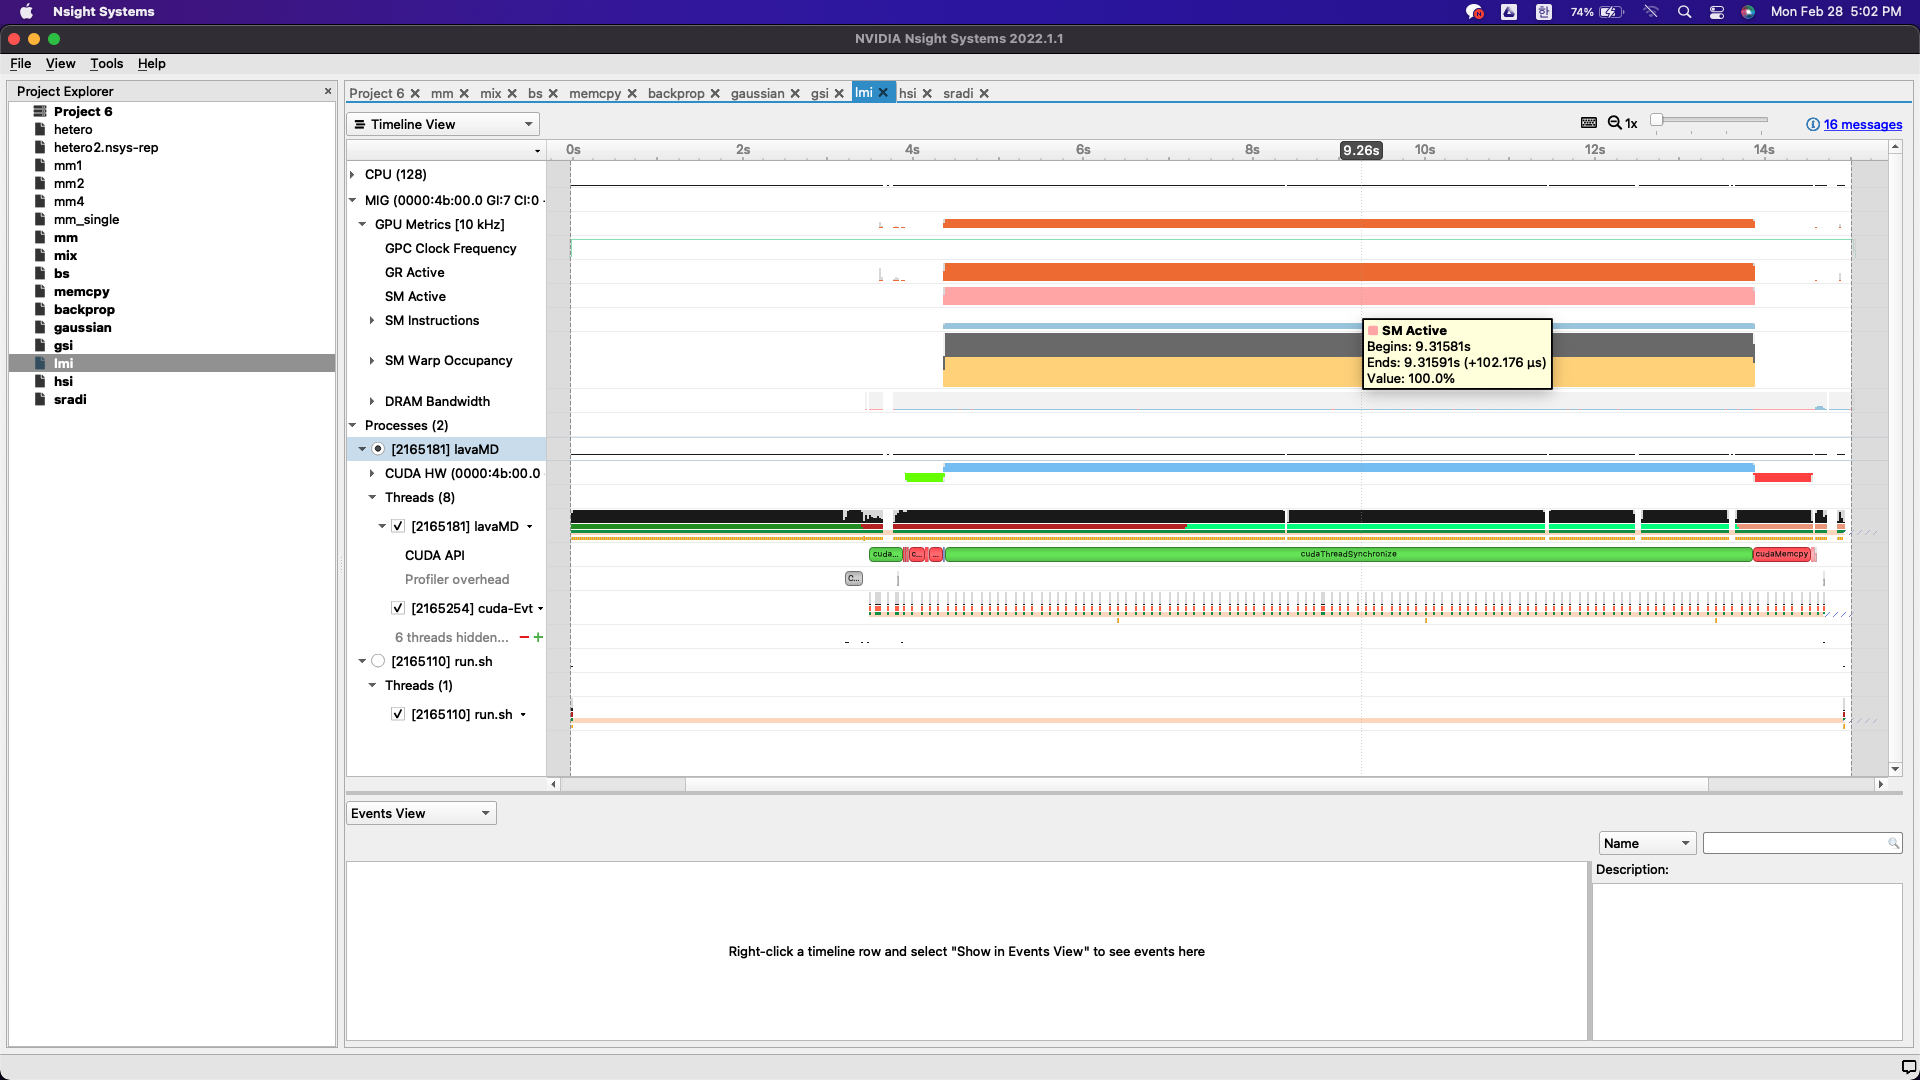 Nsight Systems
74%
한
Mon Feb 28 5:02 PM
NVIDIA Nsight Systems 2022.1.1
File View Tools Help
Project Explorer
Project 6
hetero
hetero2.nsys-rep
mm1
mm2
mm4
mm_single
mm
mix
bs
memcpy
backprop
gaussian
gsi
lmi
hsi
sradi
Project 6 mm mix bs memcpy backprop gaussian gsi lmi hsi sradi
Timeline View
1x
16 messages
0s 2s 4s 6s 8s 9.26s 10s 12s 14s
CPU (128)
MIG (0000:4b:00.0 GI:7 CI:0
GPU Metrics [10 kHz]
GPC Clock Frequency
GR Active
SM Active
SM Instructions
SM Warp Occupancy
DRAM Bandwidth
SM Active
Begins: 9.31581s
Ends: 9.31591s (+102.176 μs)
Value: 100.0%
Processes (2)
[2165181] lavaMD
CUDA HW (0000:4b:00.0
Threads (8)
[2165181] lavaMD
CUDA API
cuda... c... ... cudaThreadSynchronize cudaMemcpy
Profiler overhead
C...
[2165254] cuda-Evt
6 threads hidden...
[2165110] run.sh
Threads (1)
[2165110] run.sh
Events View
Name
Description:
Right-click a timeline row and select "Show in Events View" to see events here